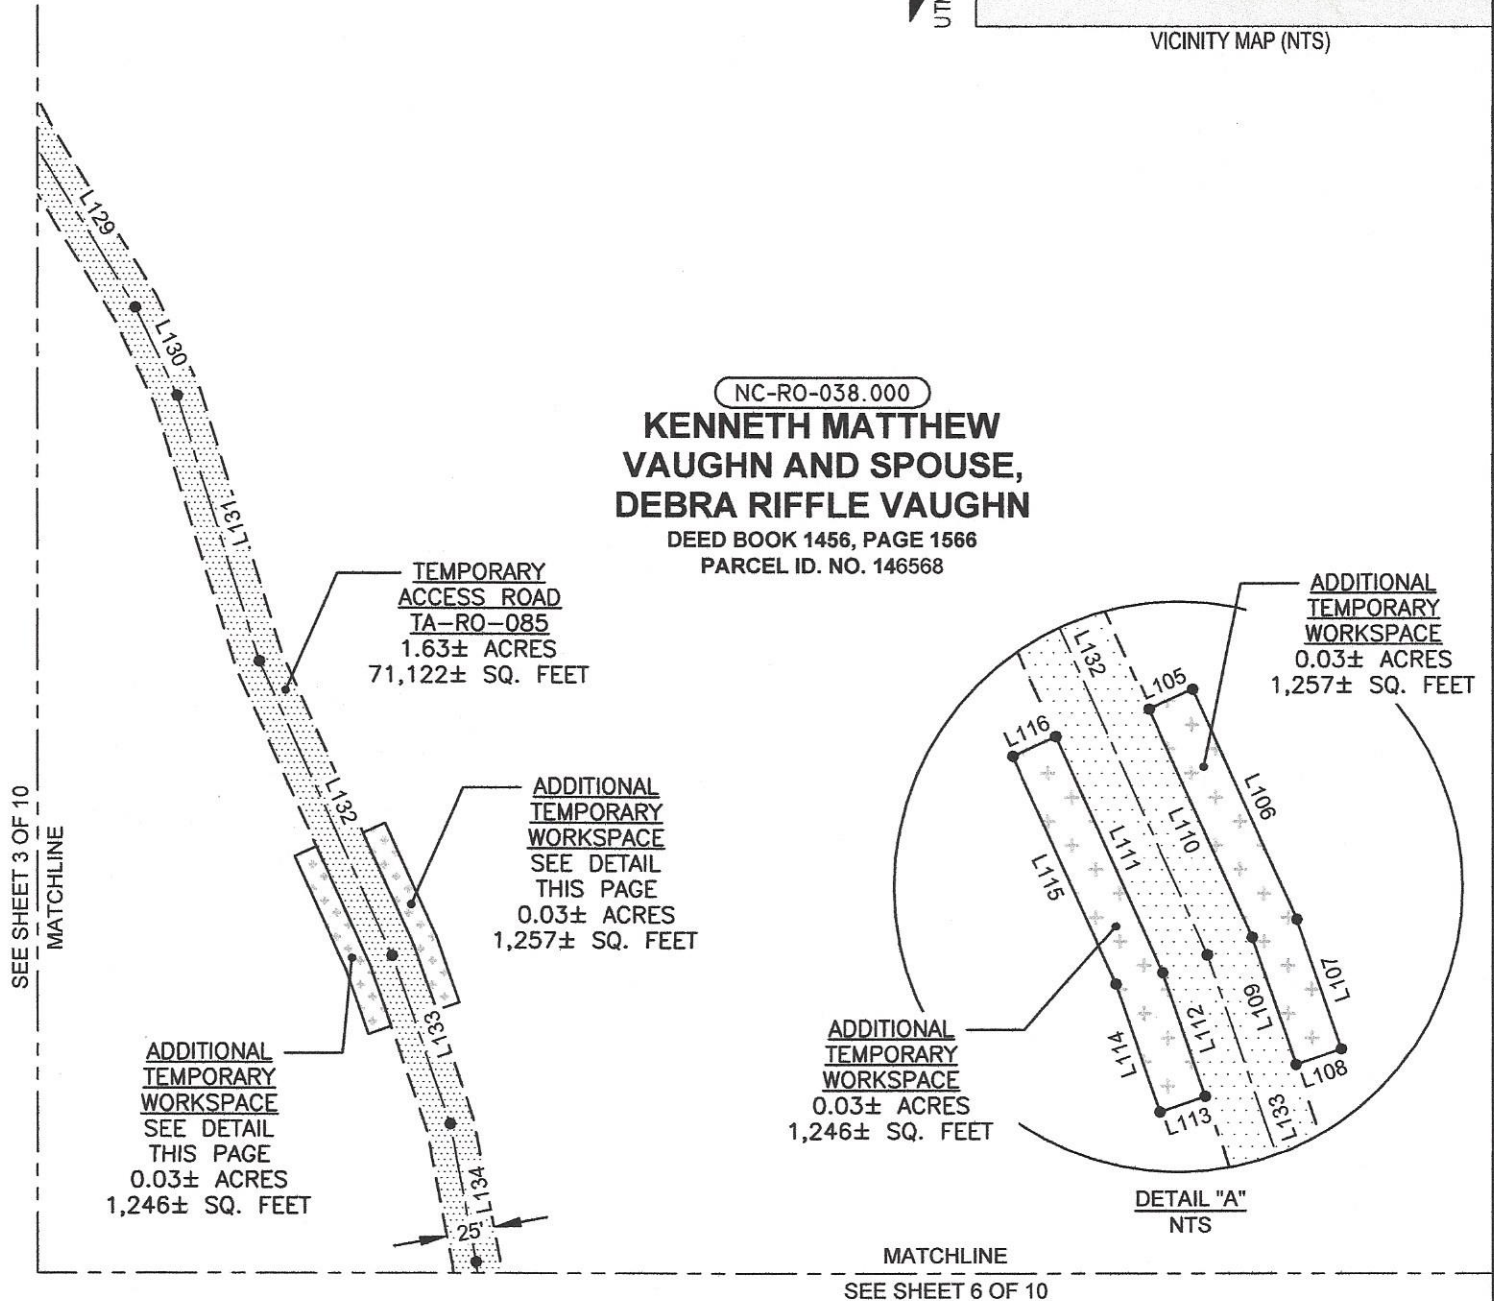 UTM
VICINITY MAP (NTS)
L129
L130
L131
NC-RO-038.000
KENNETH MATTHEW
VAUGHN AND SPOUSE,
DEBRA RIFFLE VAUGHN
DEED BOOK 1456, PAGE 1566
PARCEL ID. NO. 146568
TEMPORARY
ACCESS ROAD
TA-RO-085
1.63± ACRES
71,122± SQ. FEET
ADDITIONAL
TEMPORARY
WORKSPACE
0.03± ACRES
1,257± SQ. FEET
L132
L105
L116
L106
L110
L111
L115
L107
L109
L112
L114
L108
L113
L133
L132
ADDITIONAL
TEMPORARY
WORKSPACE
SEE DETAIL
THIS PAGE
0.03± ACRES
1,257± SQ. FEET
SEE SHEET 3 OF 10
MATCHLINE
L133
ADDITIONAL
TEMPORARY
WORKSPACE
SEE DETAIL
THIS PAGE
0.03± ACRES
1,246± SQ. FEET
ADDITIONAL
TEMPORARY
WORKSPACE
0.03± ACRES
1,246± SQ. FEET
L134
25'
DETAIL "A"
NTS
MATCHLINE
SEE SHEET 6 OF 10